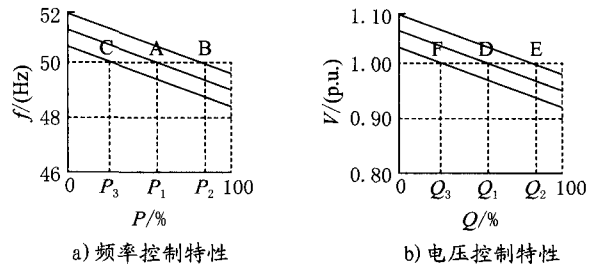 52
50
48
46
f/(Hz)
C A B
0 P₃ P₁ P₂ 100
P/%
a) 频率控制特性
1.10
1.00
0.90
0.80
V/(p.u.)
F D E
0 Q₃ Q₁ Q₂ 100
Q/%
b) 电压控制特性